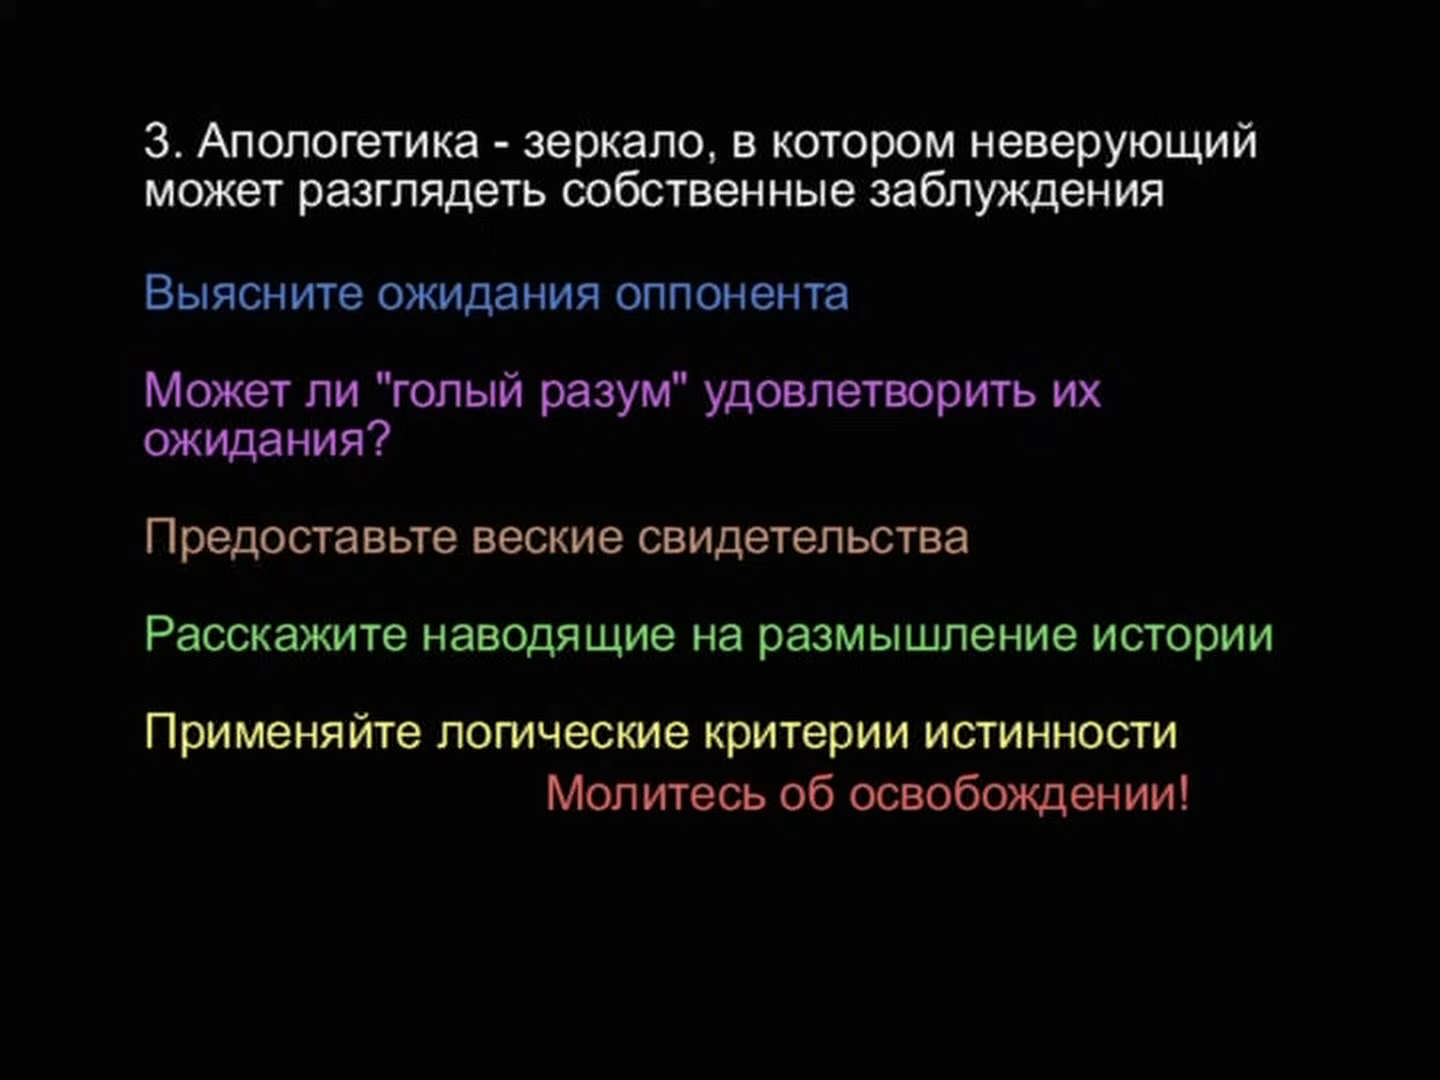 3. Апологетика - зеркало, в котором неверующий
может разглядеть собственные заблуждения
Выясните ожидания оппонента
Может ли "голый разум" удовлетворить их
ожидания?
Предоставьте веские свидетельства
Расскажите наводящие на размышление истории
Применяйте логические критерии истинности
Молитесь об освобождении!